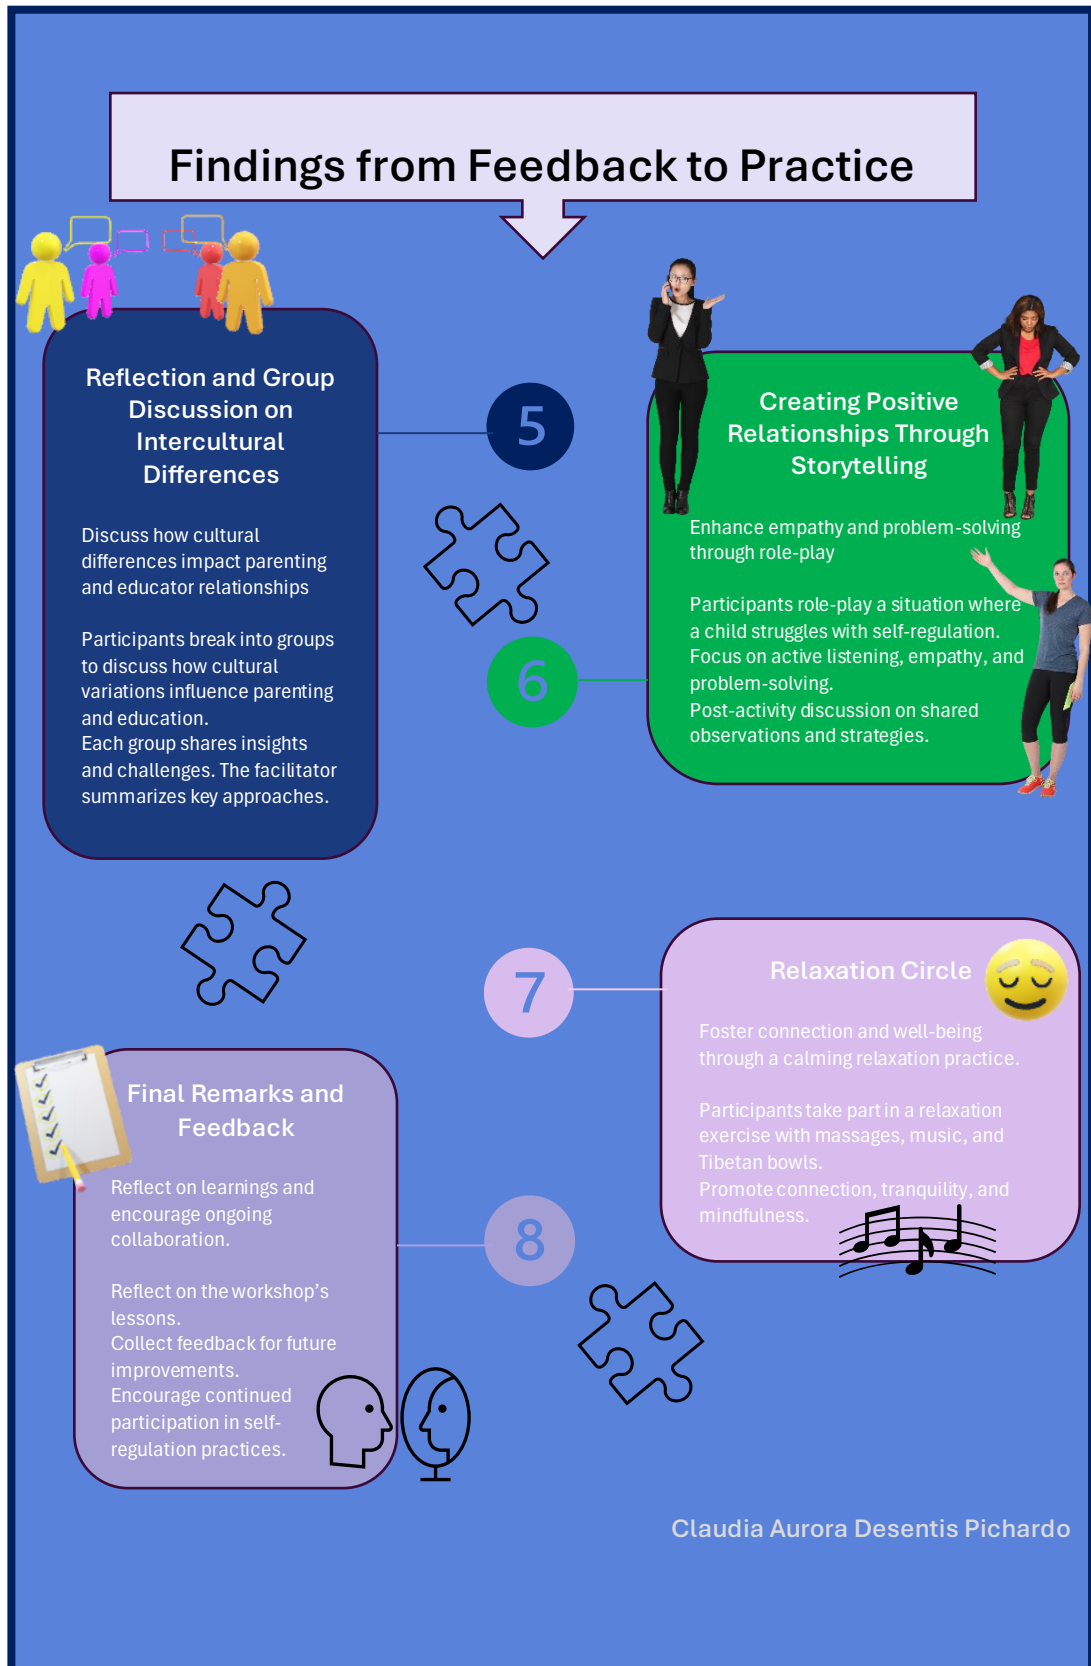 Findings from Feedback to Practice
Reflection and Group
Discussion on
Intercultural
Differences
Discuss how cultural
differences impact parenting
and educator relationships
Participants break into groups
to discuss how cultural
variations influence parenting
and education.
Each group shares insights
and challenges. The facilitator
summarizes key approaches.
5
Creating Positive
Relationships Through
Storytelling
Enhance empathy and problem-solving
through role-play
Participants role-play a situation where
a child struggles with self-regulation.
Focus on active listening, empathy, and
problem-solving.
Post-activity discussion on shared
observations and strategies.
6
7
Relaxation Circle
Foster connection and well-being
through a calming relaxation practice.
Participants take part in a relaxation
exercise with massages, music, and
Tibetan bowls.
Promote connection, tranquility, and
mindfulness.
Final Remarks and
Feedback
Reflect on learnings and
encourage ongoing
collaboration.
Reflect on the workshop’s
lessons.
Collect feedback for future
improvements.
Encourage continued
participation in self-
regulation practices.
8
Claudia Aurora Desentis Pichardo